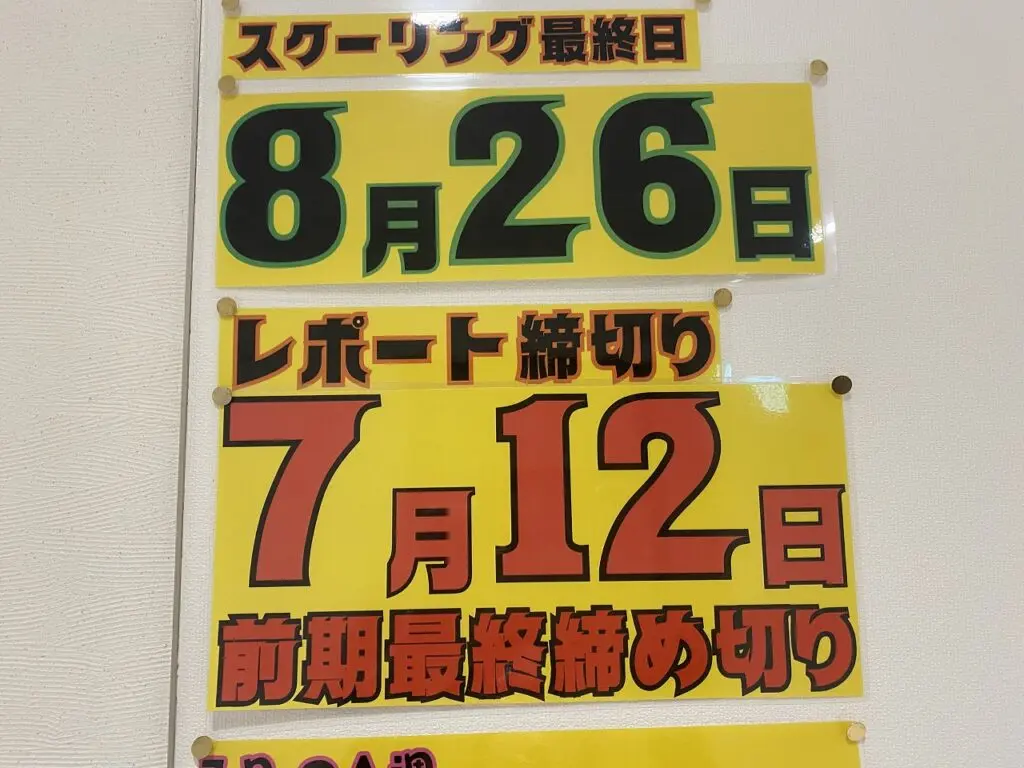 スクーリング最終日
8月26日
レポート締切り
7月12日
前期最終締め切り